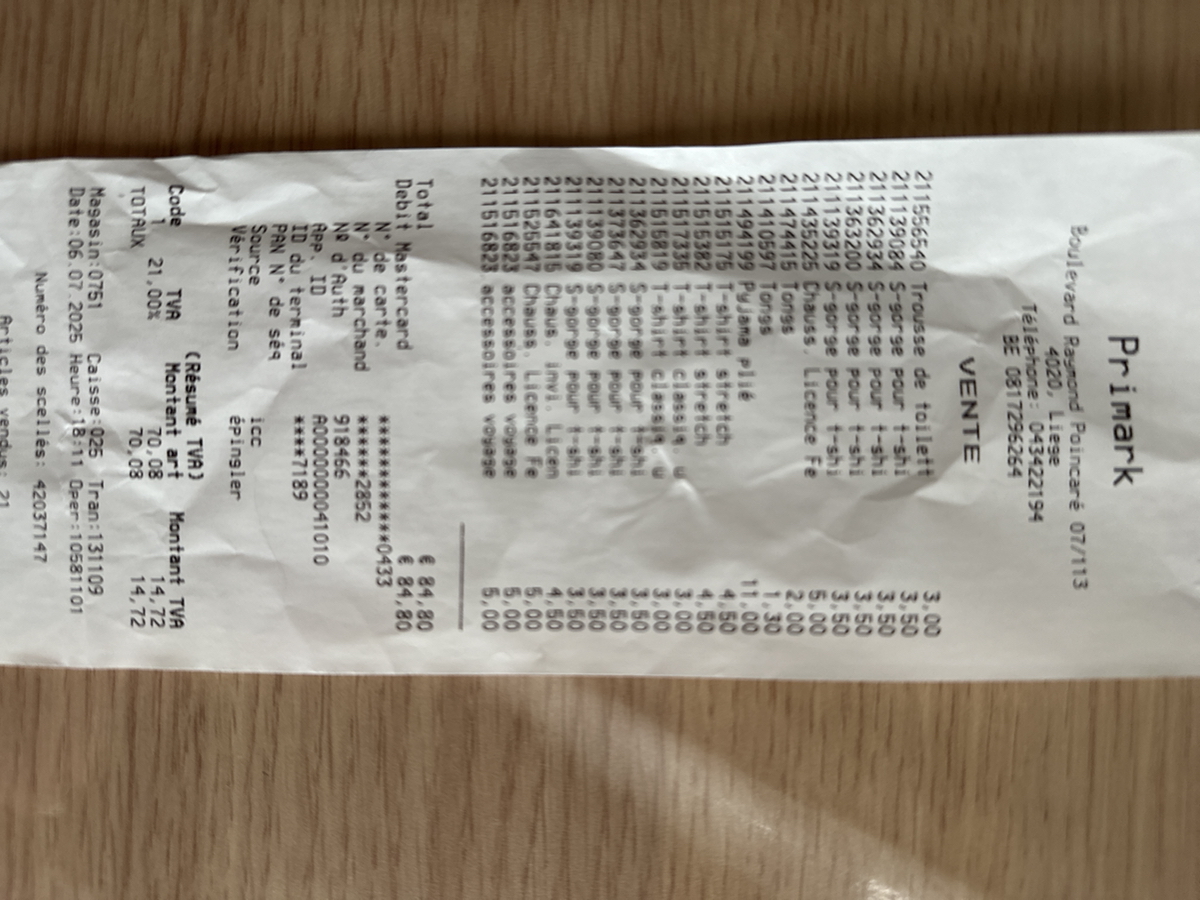 Primark
Boulevard Raymond Poincaré 07/113
4020, Liege
Téléphone: 043422194
BE 0817296264
VENTE
211556540 Trousse de toilett 3,00
211139084 S-gorge pour t-shi 3,50
211362934 S-gorge pour t-shi 3,50
211363200 S-gorge pour t-shi 3,50
211139319 S-gorge pour t-shi 3,50
211435225 Chauss. Licence Fe 5,00
211474415 Tongs 2,00
211410597 Tongs 1,30
211494199 Pyjama plié 11,00
211515175 T-shirt stretch 4,50
211515382 T-shirt stretch 4,50
211517335 T-shirt classiq. u 3,00
211515819 T-shirt classiq. u 3,00
211362934 S-gorge pour t-shi 3,50
211373647 S-gorge pour t-shi 3,50
211139080 S-gorge pour t-shi 3,50
211139319 S-gorge pour t-shi 3,50
211641815 Chaus. invi. Licen 4,50
211525547 Chauss. Licence Fe 5,00
211516823 accessoires voyage 5,00
211516823 accessoires voyage 5,00
Total € 84,80
Debit Mastercard € 84,80
N° de carte. ************0433
N° du marchand *****2852
Nº d'Auth 918466
App. ID A0000000041010
ID du terminal ****7189
PAN N° de séq
Source icc
Vérification épingler
(Résumé TVA)
Code TVA Montant art Montant TVA
1 21,00% 70,08 14,72
TOTAUX 70,08 14,72
Magasin:0751 Caisse:026 Tran:131109
Date:06.07.2025 Heure:18:11 Oper:10581101
Numéro des scellés: 42037147
Articles vendus: 21